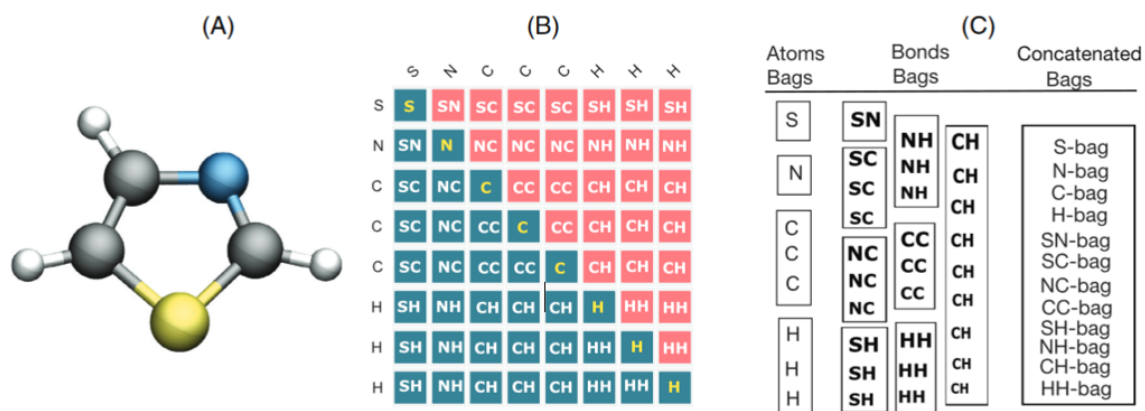 (A)
(B)
S N C C C H H H
S S SN SC SC SC SH SH SH
N SN N NC NC NC NH NH NH
C SC NC C CC CC CH CH CH
C SC NC CC C CC CH CH CH
C SC NC CC CC C CH CH CH
H SH NH CH CH CH H HH HH
H SH NH CH CH CH HH H HH
H SH NH CH CH CH HH HH H
(C)
Atoms
Bags
Bonds
Bags
Concatenated
Bags
S
N
C
C
C
H
H
H
SN
SC
SC
SC
NC
NC
NC
SH
SH
SH
NH
NH
NH
CC
CC
CC
HH
HH
HH
CH
CH
CH
CH
CH
CH
CH
CH
CH
S-bag
N-bag
C-bag
H-bag
SN-bag
SC-bag
NC-bag
CC-bag
SH-bag
NH-bag
CH-bag
HH-bag